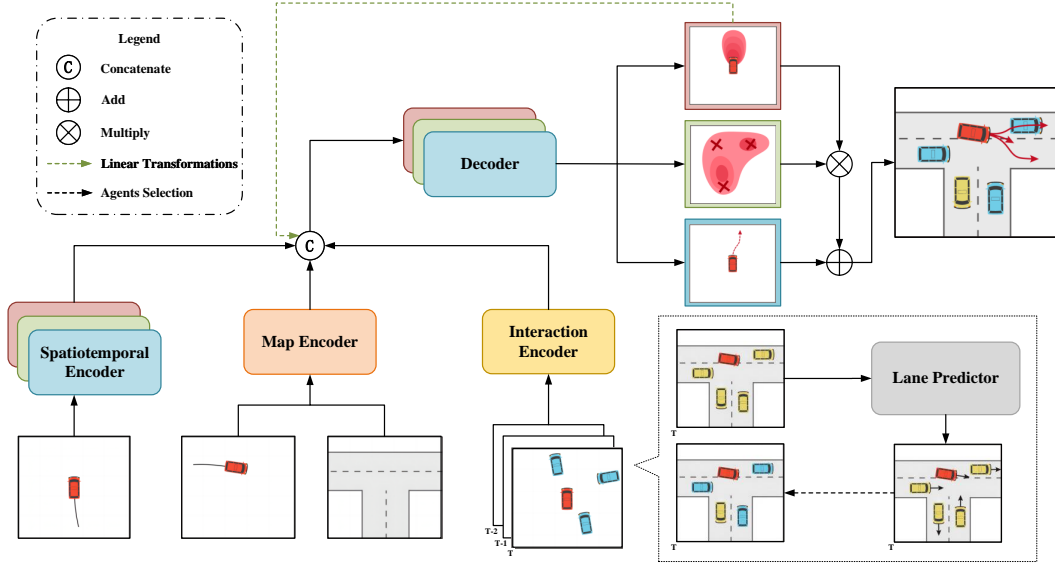 Legend
C
Concatenate
Add
Multiply
Linear Transformations
Agents Selection
Decoder
C
Spatiotemporal
Encoder
Map Encoder
Interaction
Encoder
Lane Predictor
T
T
T
T-2
T-1
T